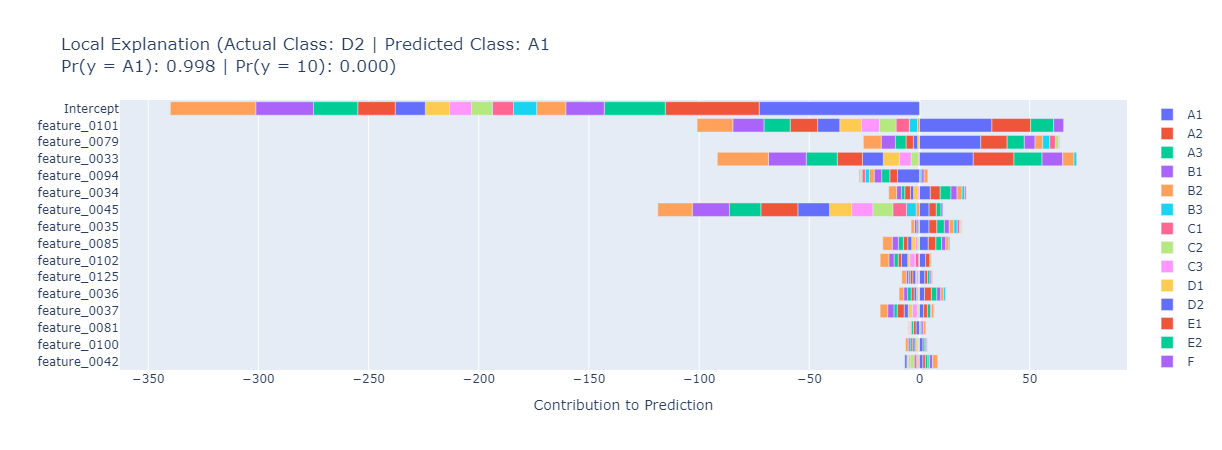 Local Explanation (Actual Class: D2 | Predicted Class: A1
Pr(y = A1): 0.998 | Pr(y = 10): 0.000)
Intercept
feature_0101
feature_0079
feature_0033
feature_0094
feature_0034
feature_0045
feature_0035
feature_0085
feature_0102
feature_0125
feature_0036
feature_0037
feature_0081
feature_0100
feature_0042
−350 −300 −250 −200 −150 −100 −50 0 50
Contribution to Prediction
A1
A2
A3
B1
B2
B3
C1
C2
C3
D1
D2
E1
E2
F